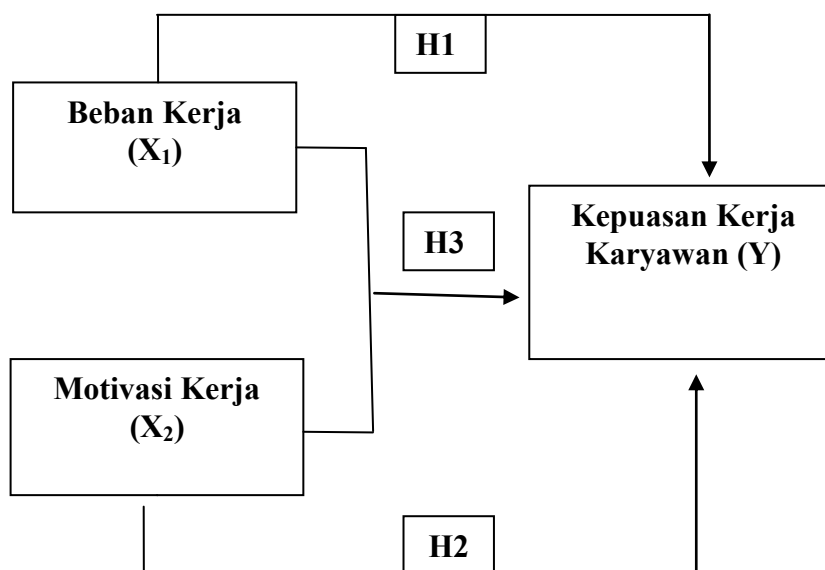 H1
Beban Kerja
(X₁)
Kepuasan Kerja
Karyawan (Y)
H3
Motivasi Kerja
(X₂)
H2